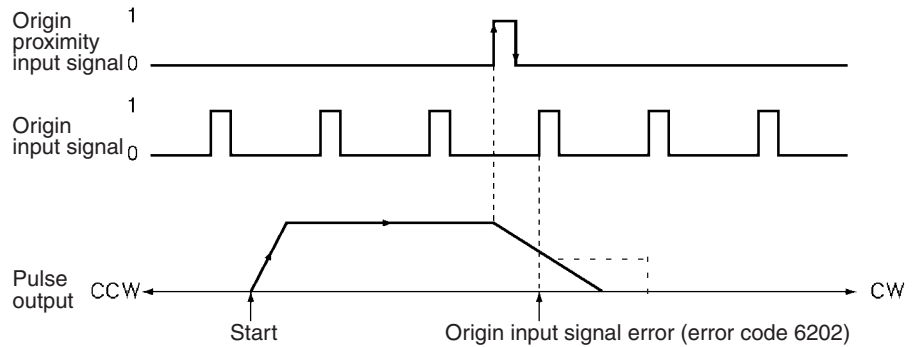 Origin
proximity
input signal
1
0
Origin
input signal
1
0
Pulse
output
CCW
CW
Start
Origin input signal error (error code 6202)